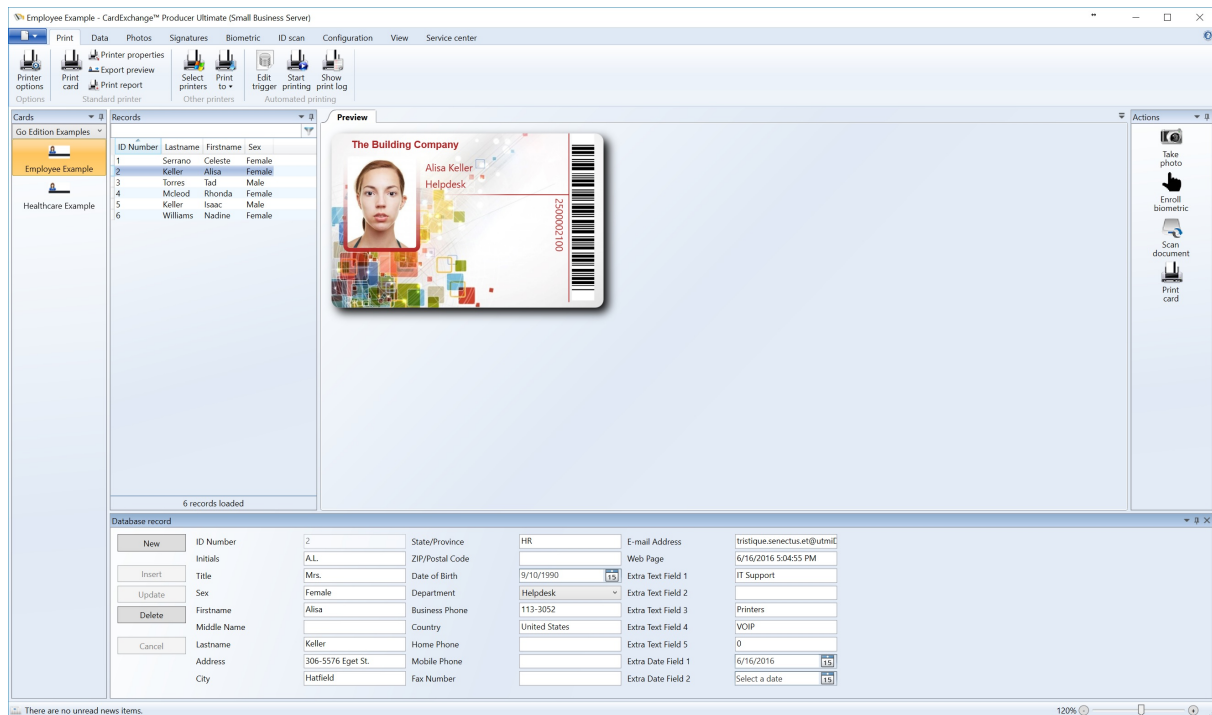 Employee Example - CardExchange™ Producer Ultimate (Small Business Server)
Print Data Photos Signatures Biometric ID scan Configuration View Service center
Printer options
Print card
Printer properties
Export preview
Print report
Select printers
Print to
Edit trigger
Start printing
Show print log
Options Standard printer Other printers Automated printing
Cards
Go Edition Examples
Employee Example
Healthcare Example
Records
ID Number Lastname Firstname Sex
1 Serrano Celeste Female
2 Keller Alisa Female
3 Torres Tad Male
4 Mcleod Rhonda Female
5 Keller Isaac Male
6 Williams Nadine Female
6 records loaded
Preview
The Building Company
Alisa Keller
Helpdesk
2500002100
Actions
Take photo
Enroll biometric
Scan document
Print card
Database record
New
Insert
Update
Delete
Cancel
ID Number 2
Initials A.L.
Title Mrs.
Sex Female
Firstname Alisa
Middle Name
Lastname Keller
Address 306-5576 Eget St.
City Hatfield
State/Province HR
ZIP/Postal Code
Date of Birth 9/10/1990 15
Department Helpdesk
Business Phone 113-3052
Country United States
Home Phone
Mobile Phone
Fax Number
E-mail Address tristique.senectus.et@utmi
Web Page 6/16/2016 5:04:55 PM
Extra Text Field 1 IT Support
Extra Text Field 2
Extra Text Field 3 Printers
Extra Text Field 4 VOIP
Extra Text Field 5 0
Extra Date Field 1 6/16/2016 15
Extra Date Field 2 Select a date 15
There are no unread news items.
120%